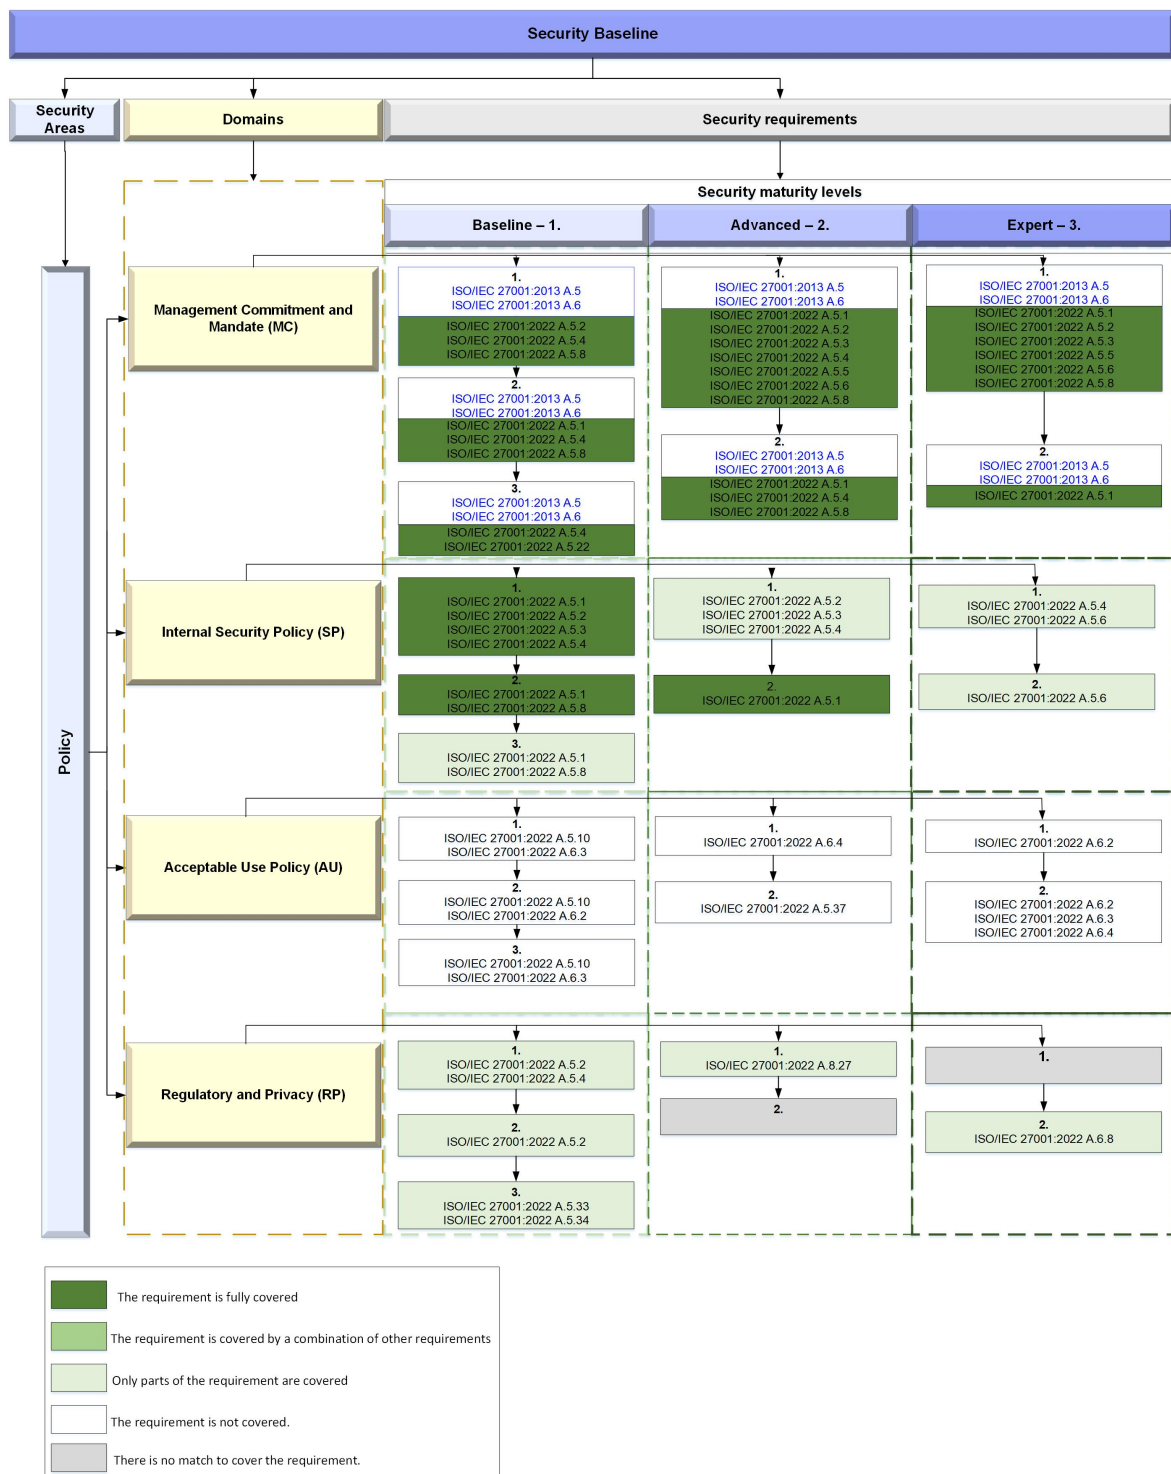 Security Baseline
Security
Areas
Domains
Security requirements
Security maturity levels
Baseline – 1.
Advanced – 2.
Expert – 3.
Policy
Management Commitment and
Mandate (MC)
1.
ISO/IEC 27001:2013 A.5
ISO/IEC 27001:2013 A.6
ISO/IEC 27001:2022 A.5.2
ISO/IEC 27001:2022 A.5.4
ISO/IEC 27001:2022 A.5.8
2.
ISO/IEC 27001:2013 A.5
ISO/IEC 27001:2013 A.6
ISO/IEC 27001:2022 A.5.1
ISO/IEC 27001:2022 A.5.4
ISO/IEC 27001:2022 A.5.8
3.
ISO/IEC 27001:2013 A.5
ISO/IEC 27001:2013 A.6
ISO/IEC 27001:2022 A.5.4
ISO/IEC 27001:2022 A.5.22
1.
ISO/IEC 27001:2013 A.5
ISO/IEC 27001:2013 A.6
ISO/IEC 27001:2022 A.5.1
ISO/IEC 27001:2022 A.5.2
ISO/IEC 27001:2022 A.5.3
ISO/IEC 27001:2022 A.5.4
ISO/IEC 27001:2022 A.5.5
ISO/IEC 27001:2022 A.5.6
ISO/IEC 27001:2022 A.5.8
2.
ISO/IEC 27001:2013 A.5
ISO/IEC 27001:2013 A.6
ISO/IEC 27001:2022 A.5.1
ISO/IEC 27001:2022 A.5.4
ISO/IEC 27001:2022 A.5.8
1.
ISO/IEC 27001:2013 A.5
ISO/IEC 27001:2013 A.6
ISO/IEC 27001:2022 A.5.1
ISO/IEC 27001:2022 A.5.2
ISO/IEC 27001:2022 A.5.3
ISO/IEC 27001:2022 A.5.5
ISO/IEC 27001:2022 A.5.6
ISO/IEC 27001:2022 A.5.8
2.
ISO/IEC 27001:2013 A.5
ISO/IEC 27001:2013 A.6
ISO/IEC 27001:2022 A.5.1
Internal Security Policy (SP)
1.
ISO/IEC 27001:2022 A.5.1
ISO/IEC 27001:2022 A.5.2
ISO/IEC 27001:2022 A.5.3
ISO/IEC 27001:2022 A.5.4
2.
ISO/IEC 27001:2022 A.5.1
ISO/IEC 27001:2022 A.5.8
3.
ISO/IEC 27001:2022 A.5.1
ISO/IEC 27001:2022 A.5.8
1.
ISO/IEC 27001:2022 A.5.2
ISO/IEC 27001:2022 A.5.3
ISO/IEC 27001:2022 A.5.4
2.
ISO/IEC 27001:2022 A.5.1
1.
ISO/IEC 27001:2022 A.5.4
ISO/IEC 27001:2022 A.5.6
2.
ISO/IEC 27001:2022 A.5.6
Acceptable Use Policy (AU)
1.
ISO/IEC 27001:2022 A.5.10
ISO/IEC 27001:2022 A.6.3
2.
ISO/IEC 27001:2022 A.5.10
ISO/IEC 27001:2022 A.6.2
3.
ISO/IEC 27001:2022 A.5.10
ISO/IEC 27001:2022 A.6.3
1.
ISO/IEC 27001:2022 A.6.4
2.
ISO/IEC 27001:2022 A.5.37
1.
ISO/IEC 27001:2022 A.6.2
2.
ISO/IEC 27001:2022 A.6.2
ISO/IEC 27001:2022 A.6.3
ISO/IEC 27001:2022 A.6.4
Regulatory and Privacy (RP)
1.
ISO/IEC 27001:2022 A.5.2
ISO/IEC 27001:2022 A.5.4
2.
ISO/IEC 27001:2022 A.5.2
3.
ISO/IEC 27001:2022 A.5.33
ISO/IEC 27001:2022 A.5.34
1.
ISO/IEC 27001:2022 A.8.27
2.
1.
2.
ISO/IEC 27001:2022 A.6.8
The requirement is fully covered
The requirement is covered by a combination of other requirements
Only parts of the requirement are covered
The requirement is not covered.
There is no match to cover the requirement.